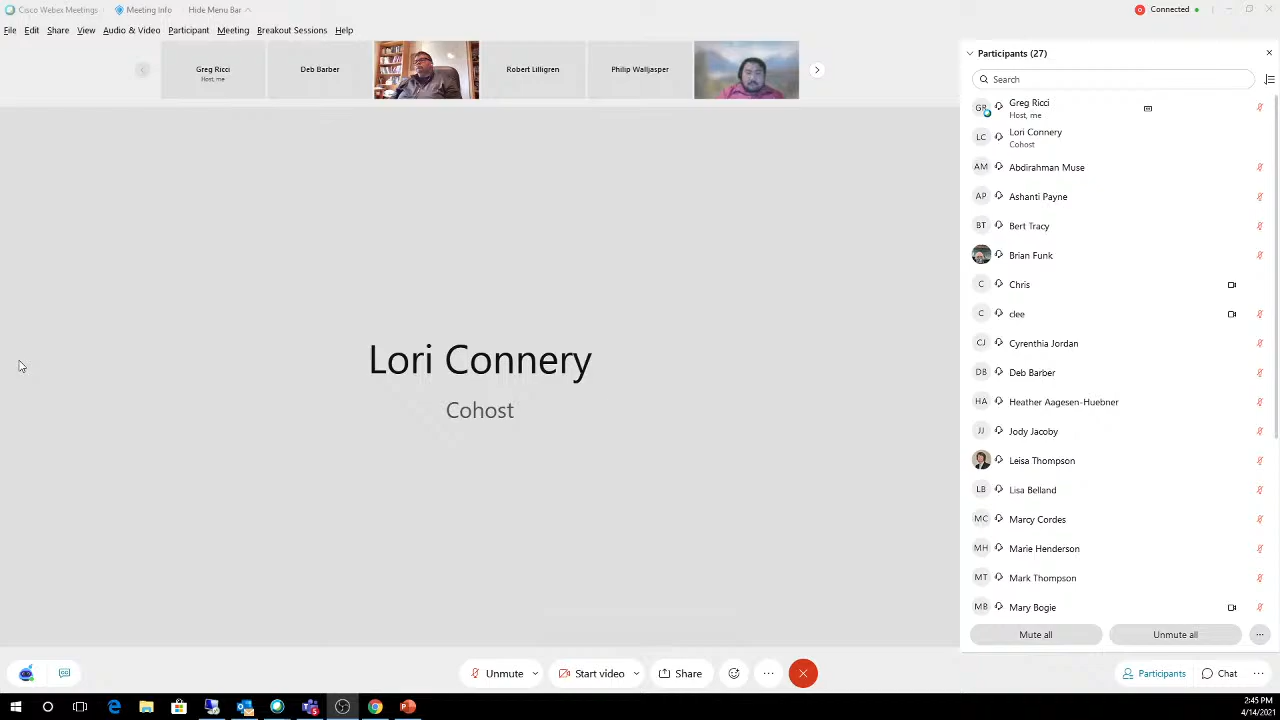 Cisco Webex Meetings
Meeting Info
Hide Menu Bar
Connected
File Edit Share View Audio & Video Participant Meeting Breakout Sessions Help
Greg Ricci
Host, me
Deb Barber
Robert Lilligren
Philip Walljasper
Lori Connery
Cohost
Participants (27)
Search
GR Greg Ricci
Host, me
LC Lori Connery
Cohost
AM Abdirahman Muse
AP Ashanti Payne
BT Bert Tracy
Brian Funk
C Chris
C clee
CJ Cyrenthia Jordan
DB Deb Barber
HA Heather Aagesen-Huebner
JJ Jody Jacoby
Leisa Thompson
LB Lisa Belland
MC Marcy Cordes
MH Marie Henderson
MT Mark Thompson
MB Mary Bogie
Mute all
Unmute all
Unmute
Start video
Share
Participants
Chat
2:45 PM
4/14/2021